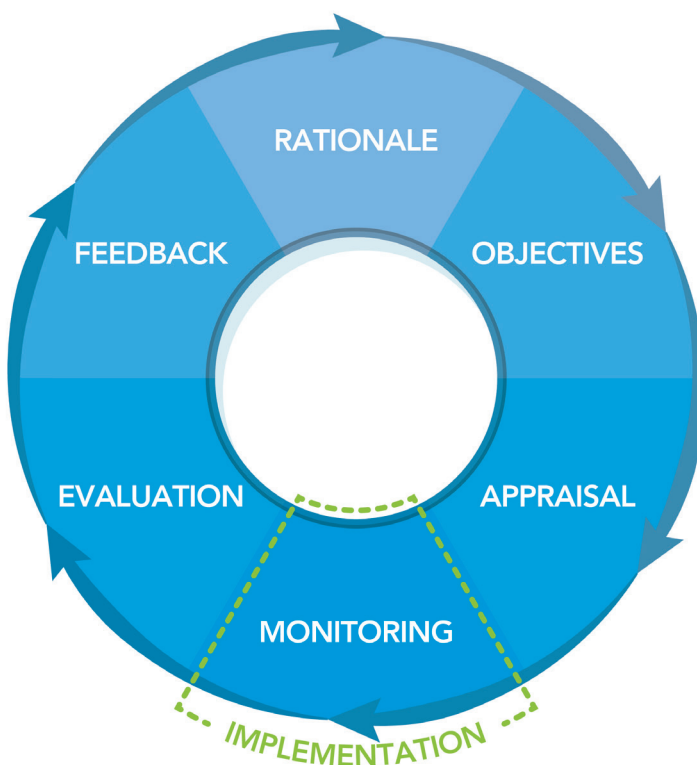 RATIONALE
FEEDBACK
OBJECTIVES
EVALUATION
APPRAISAL
MONITORING
IMPLEMENTATION